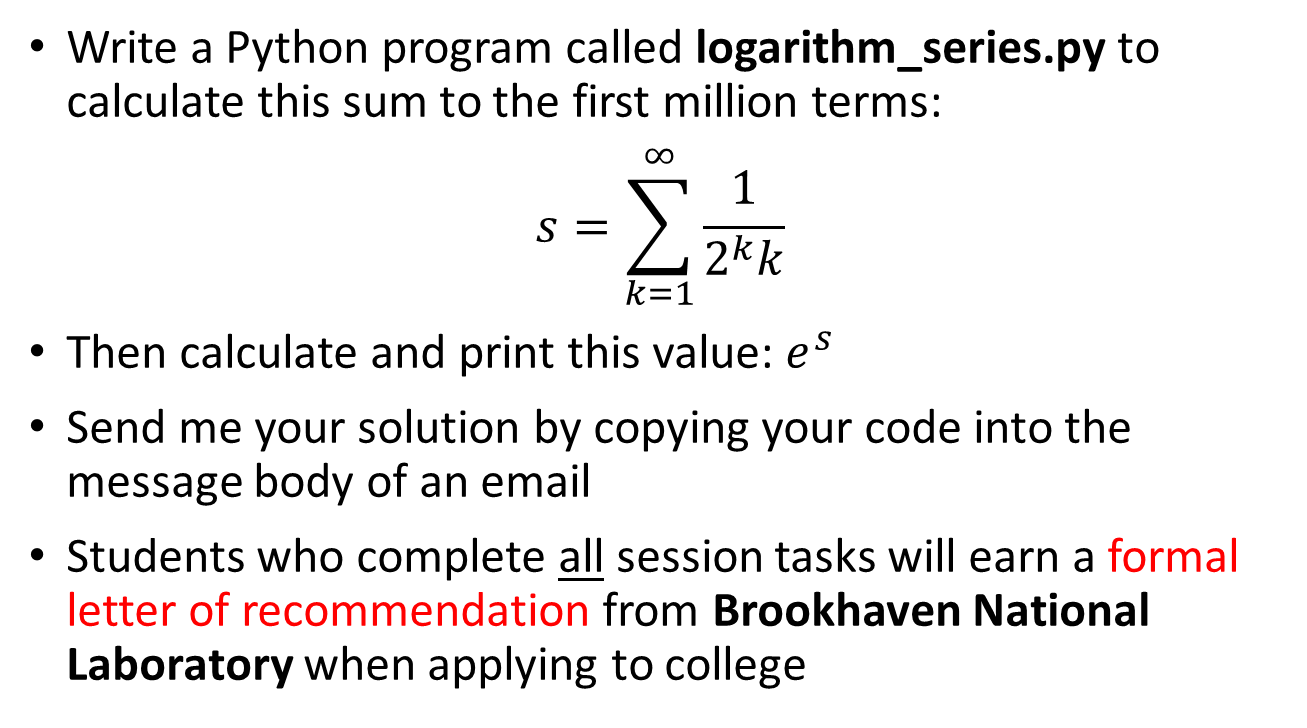 • Write a Python program called logarithm_series.py to
calculate this sum to the first million terms:
s = ∑_{k=1}^{∞} 1/(2^k k)
• Then calculate and print this value: e^s
• Send me your solution by copying your code into the
message body of an email
• Students who complete all session tasks will earn a formal
letter of recommendation from Brookhaven National
Laboratory when applying to college